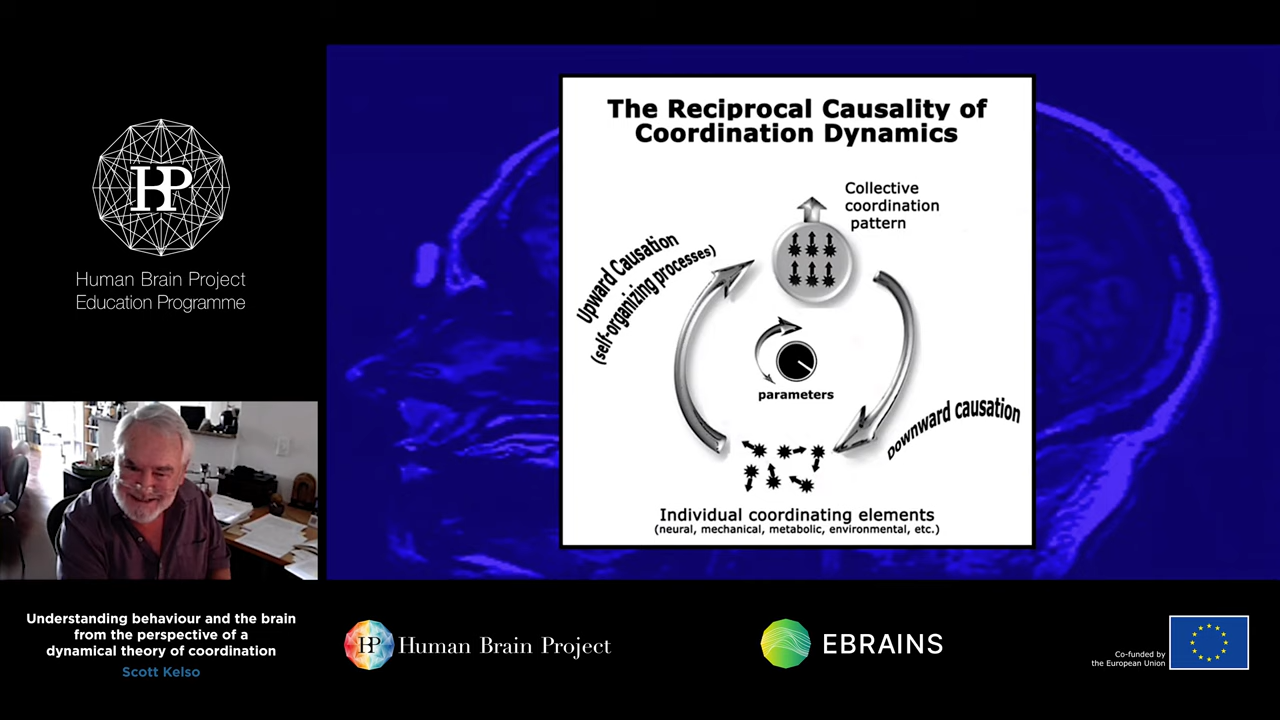 HP
Human Brain Project
Education Programme
The Reciprocal Causality of
Coordination Dynamics
Collective
coordination
pattern
Upward Causation
(self-organizing processes)
parameters
Downward causation
Individual coordinating elements
(neural, mechanical, metabolic, environmental, etc.)
Understanding behaviour and the brain
from the perspective of a
dynamical theory of coordination
Scott Kelso
HP Human Brain Project
EBRAINS
Co-funded by
the European Union